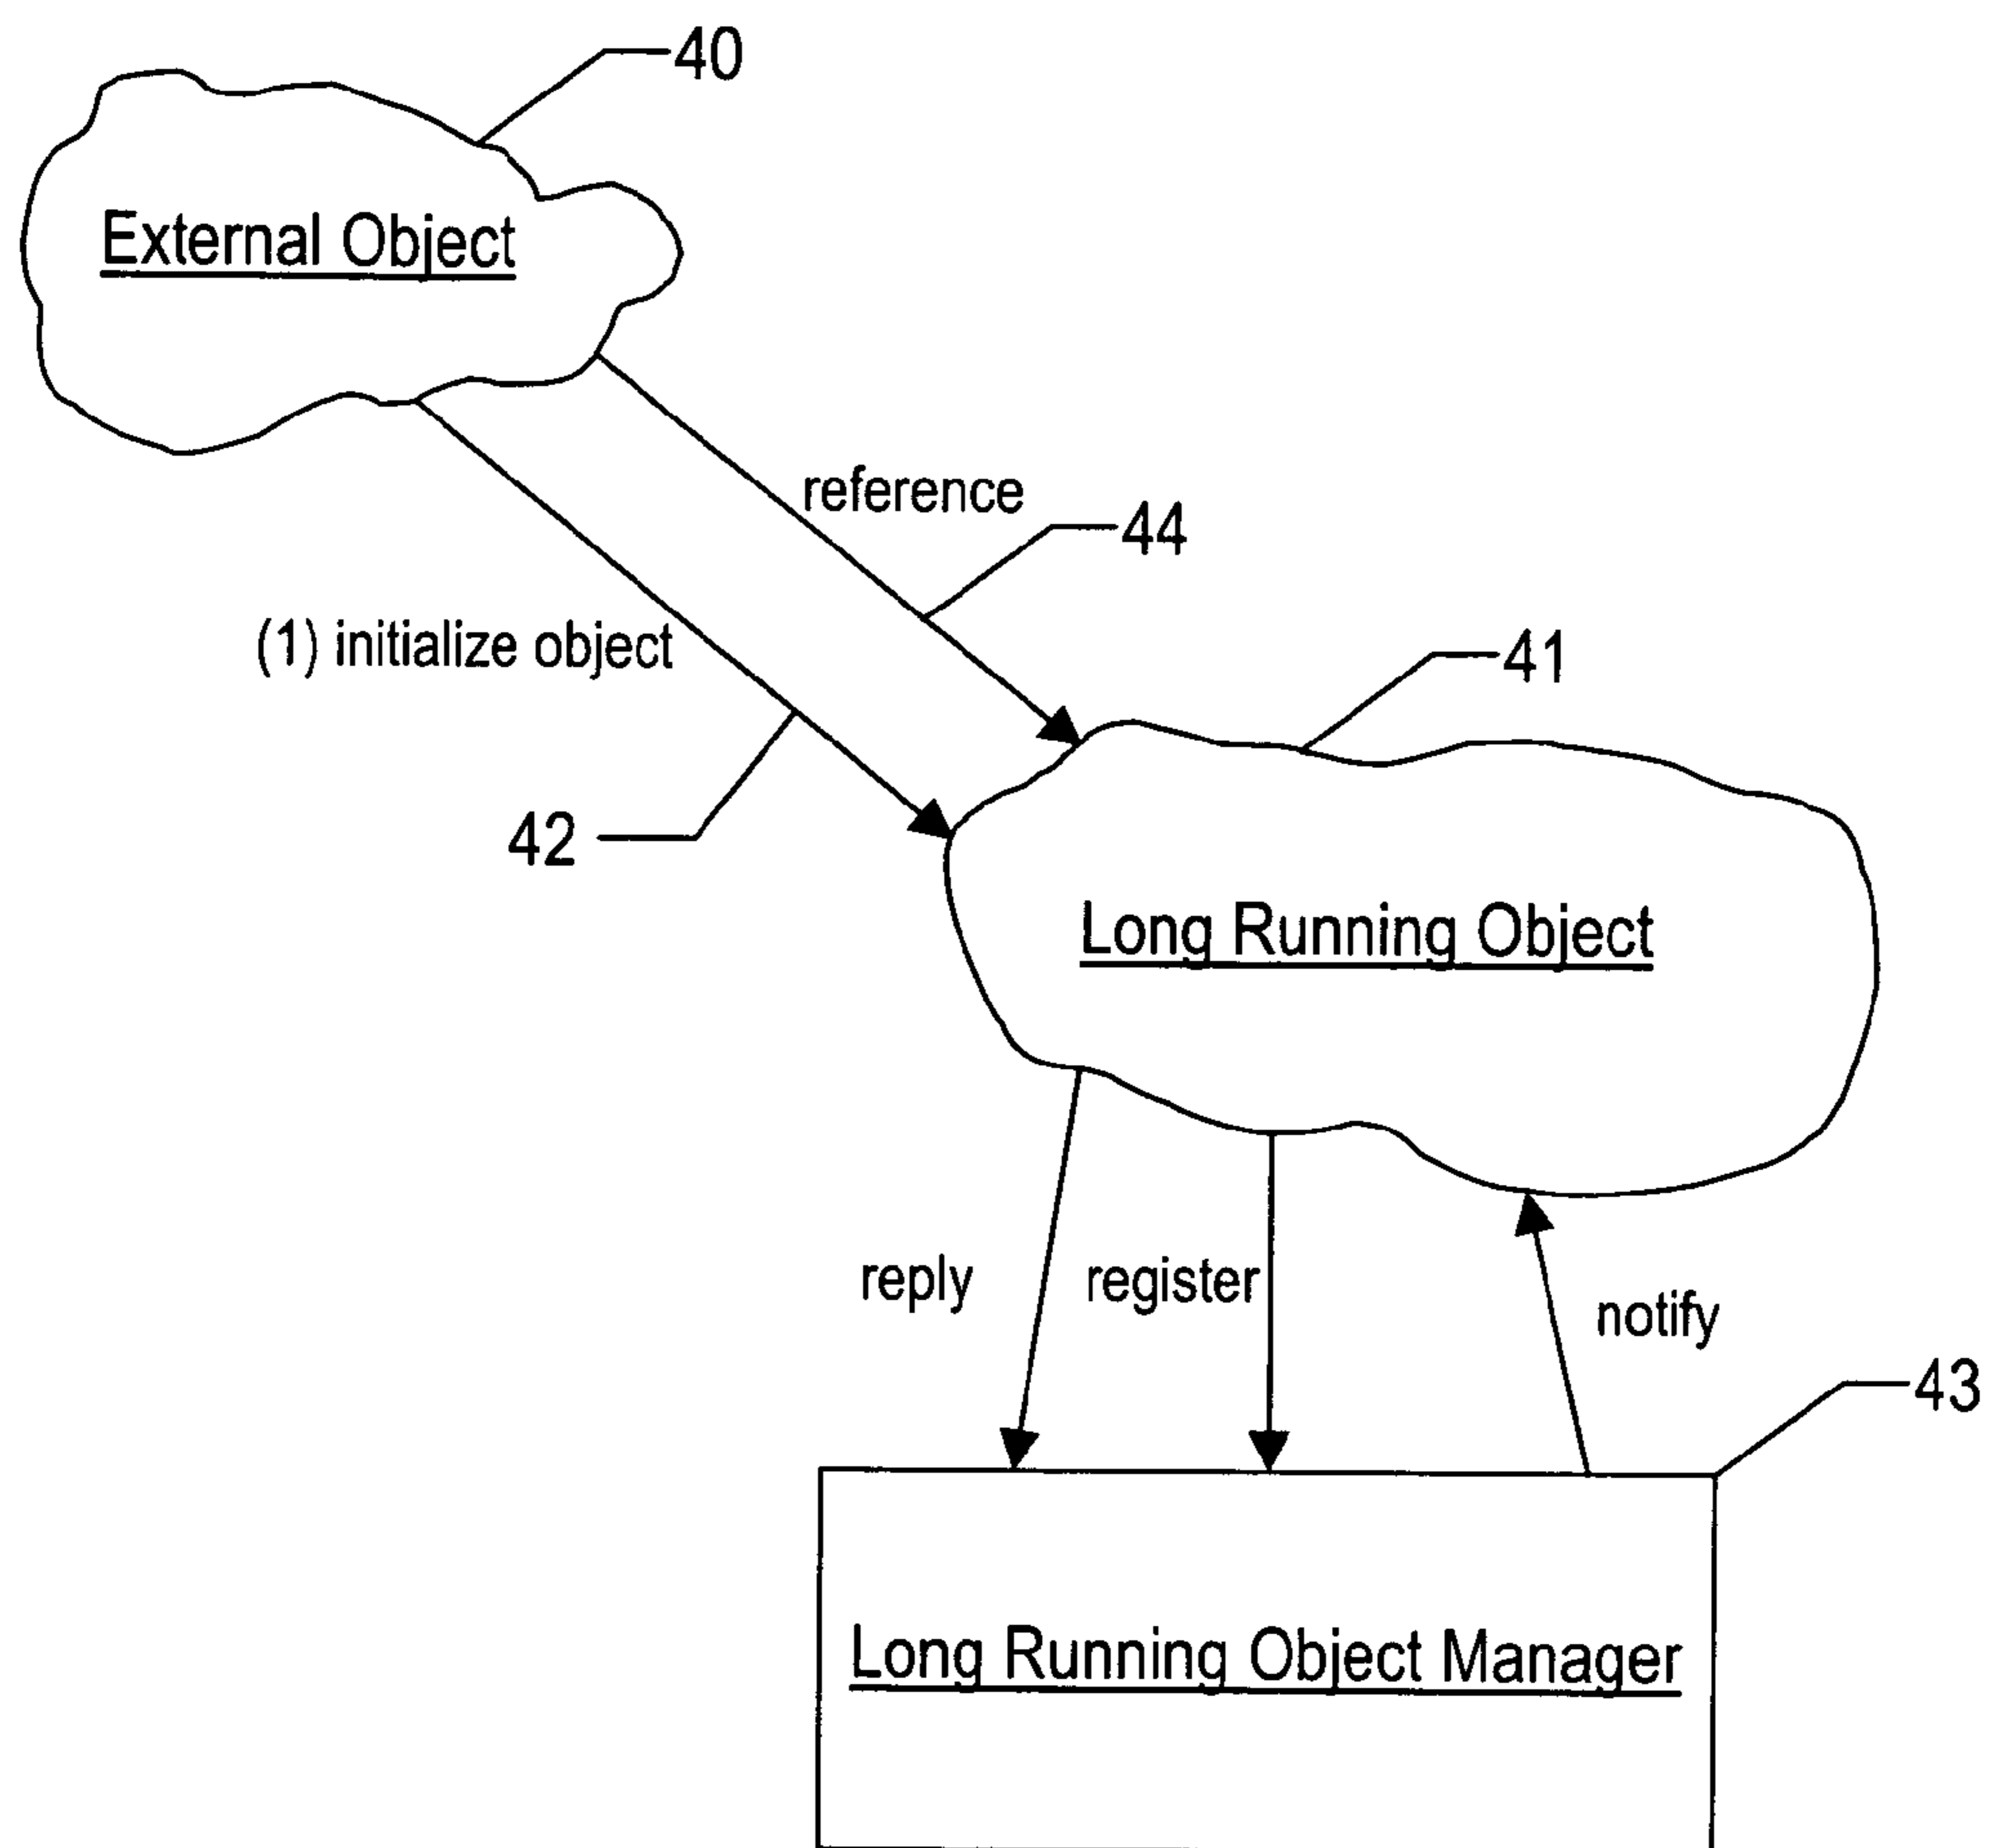 40
External Object
reference
44
(1) initialize object
41
42
Long Running Object
reply
register
notify
43
Long Running Object Manager